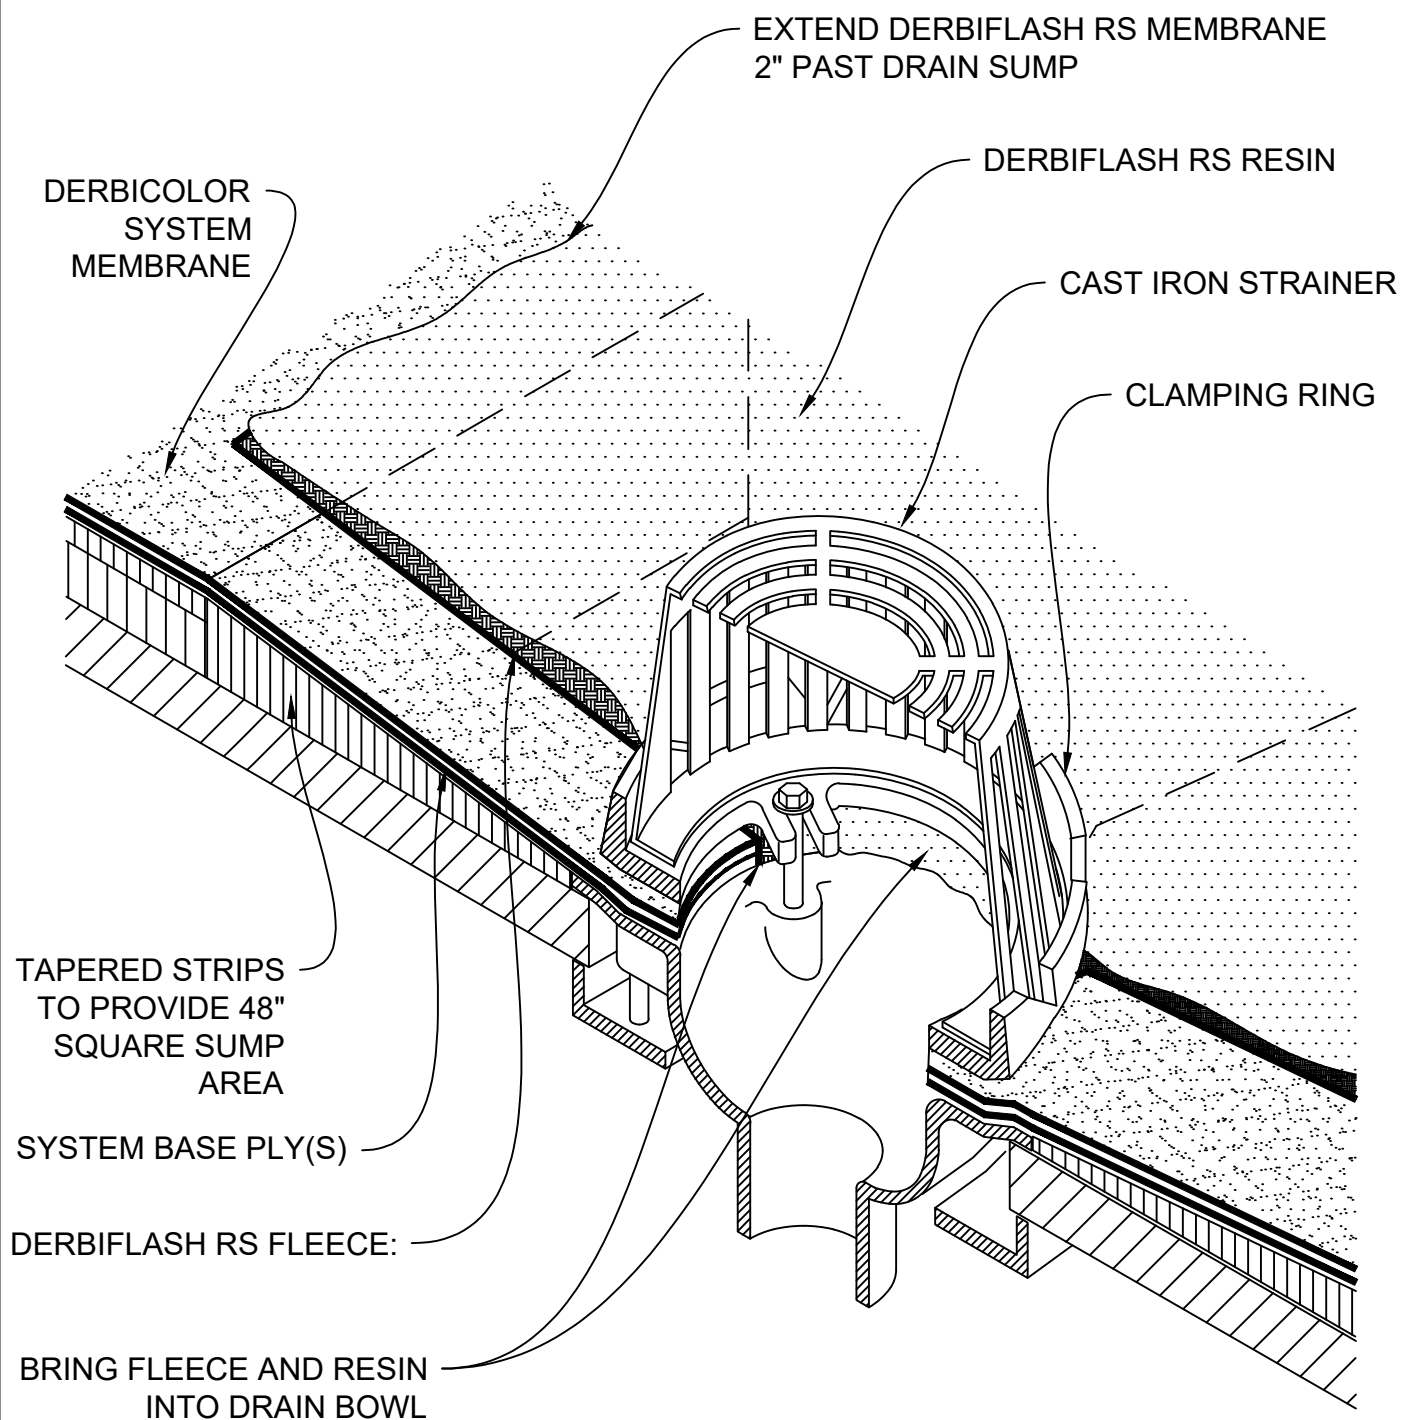 EXTEND DERBIFLASH RS MEMBRANE
2" PAST DRAIN SUMP
DERBIFLASH RS RESIN
DERBICOLOR
SYSTEM
MEMBRANE
CAST IRON STRAINER
CLAMPING RING
TAPERED STRIPS
TO PROVIDE 48"
SQUARE SUMP
AREA
SYSTEM BASE PLY(S)
DERBIFLASH RS FLEECE:
BRING FLEECE AND RESIN
INTO DRAIN BOWL